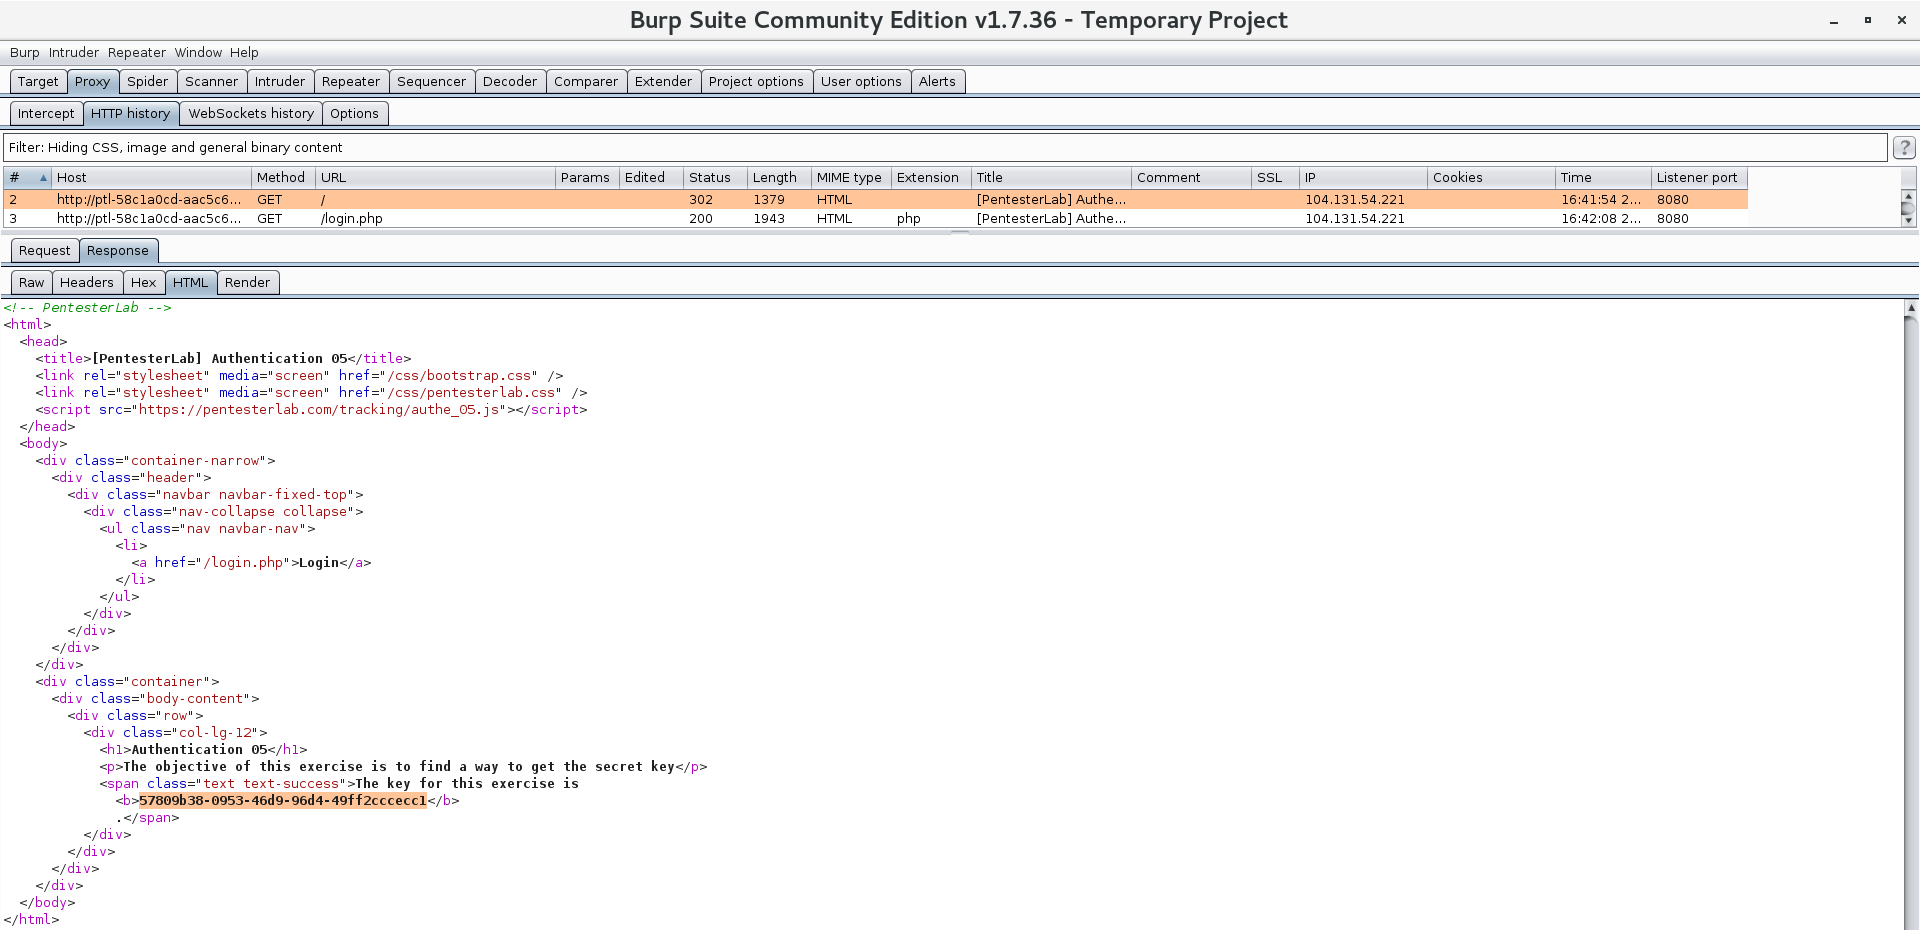 Burp Suite Community Edition v1.7.36 - Temporary Project
Burp Intruder Repeater Window Help
Target Proxy Spider Scanner Intruder Repeater Sequencer Decoder Comparer Extender Project options User options Alerts
Intercept HTTP history WebSockets history Options
Filter: Hiding CSS, image and general binary content ?
# Host Method URL Params Edited Status Length MIME type Extension Title Comment SSL IP Cookies Time Listener port
2 http://ptl-58c1a0cd-aac5c6... GET / 302 1379 HTML [PentesterLab] Authe... 104.131.54.221 16:41:54 2... 8080
3 http://ptl-58c1a0cd-aac5c6... GET /login.php 200 1943 HTML php [PentesterLab] Authe... 104.131.54.221 16:42:08 2... 8080
Request Response
Raw Headers Hex HTML Render
<!-- PentesterLab -->
<html>
<head>
<title>[PentesterLab] Authentication 05</title>
<link rel="stylesheet" media="screen" href="/css/bootstrap.css" />
<link rel="stylesheet" media="screen" href="/css/pentesterlab.css" />
<script src="https://pentesterlab.com/tracking/authe_05.js"></script>
</head>
<body>
<div class="container-narrow">
<div class="header">
<div class="navbar navbar-fixed-top">
<div class="nav-collapse collapse">
<ul class="nav navbar-nav">
<li>
<a href="/login.php">Login</a>
</li>
</ul>
</div>
</div>
</div>
</div>
<div class="container">
<div class="body-content">
<div class="row">
<div class="col-lg-12">
<h1>Authentication 05</h1>
<p>The objective of this exercise is to find a way to get the secret key</p>
<span class="text text-success">The key for this exercise is
<b>57809b38-0953-46d9-96d4-49ff2cccecc1</b>
.</span>
</div>
</div>
</div>
</div>
</body>
</html>